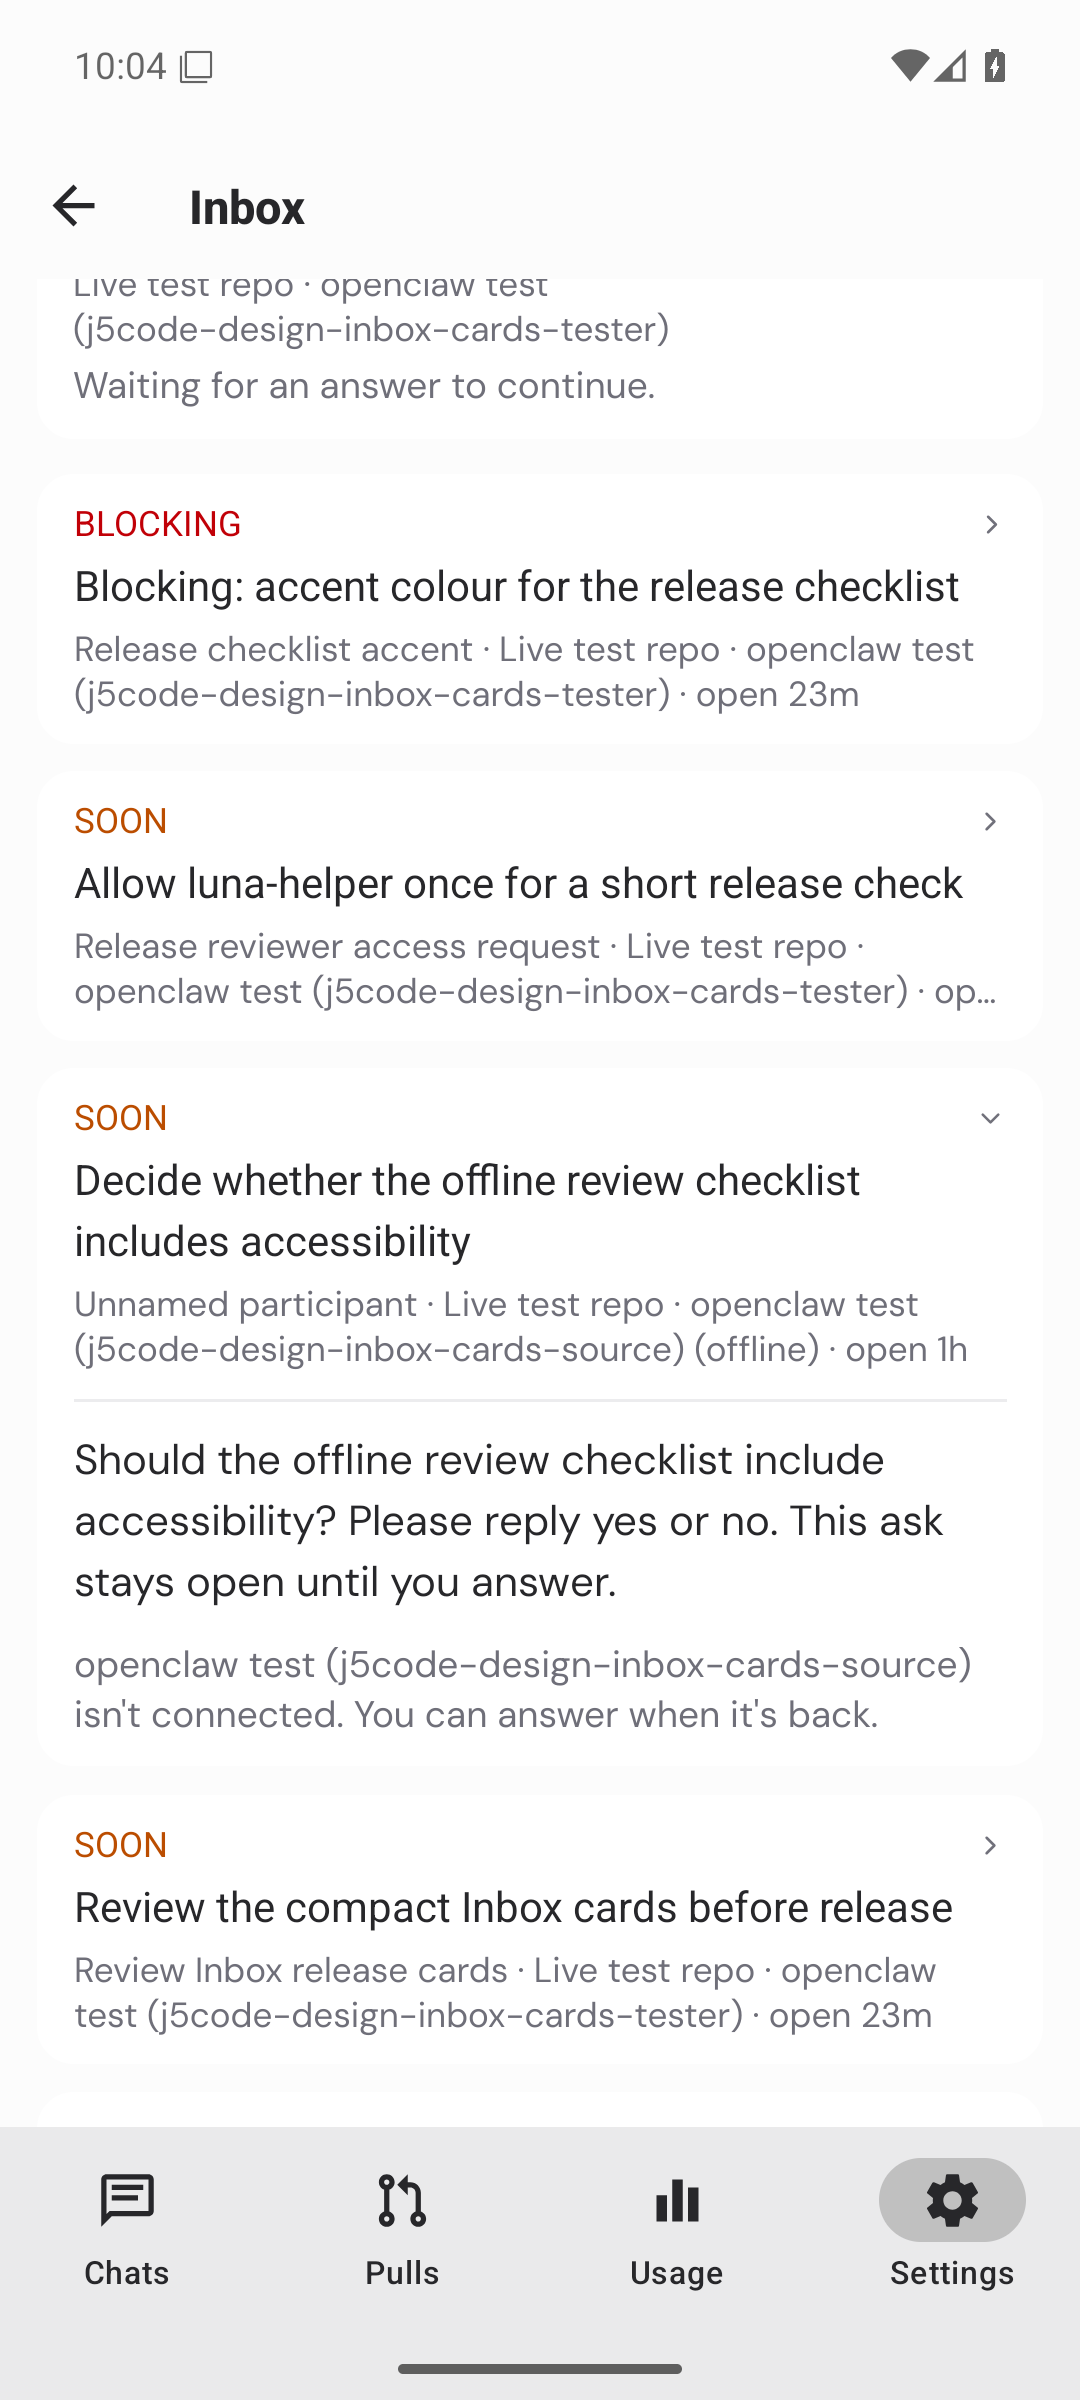 10:04
Inbox
Live test repo · openclaw test
(j5code-design-inbox-cards-tester)
Waiting for an answer to continue.
BLOCKING
Blocking: accent colour for the release checklist
Release checklist accent · Live test repo · openclaw test
(j5code-design-inbox-cards-tester) · open 23m
SOON
Allow luna-helper once for a short release check
Release reviewer access request · Live test repo ·
openclaw test (j5code-design-inbox-cards-tester) · op...
SOON
Decide whether the offline review checklist
includes accessibility
Unnamed participant · Live test repo · openclaw test
(j5code-design-inbox-cards-source) (offline) · open 1h
Should the offline review checklist include
accessibility? Please reply yes or no. This ask
stays open until you answer.
openclaw test (j5code-design-inbox-cards-source)
isn't connected. You can answer when it's back.
SOON
Review the compact Inbox cards before release
Review Inbox release cards · Live test repo · openclaw
test (j5code-design-inbox-cards-tester) · open 23m
Chats
Pulls
Usage
Settings